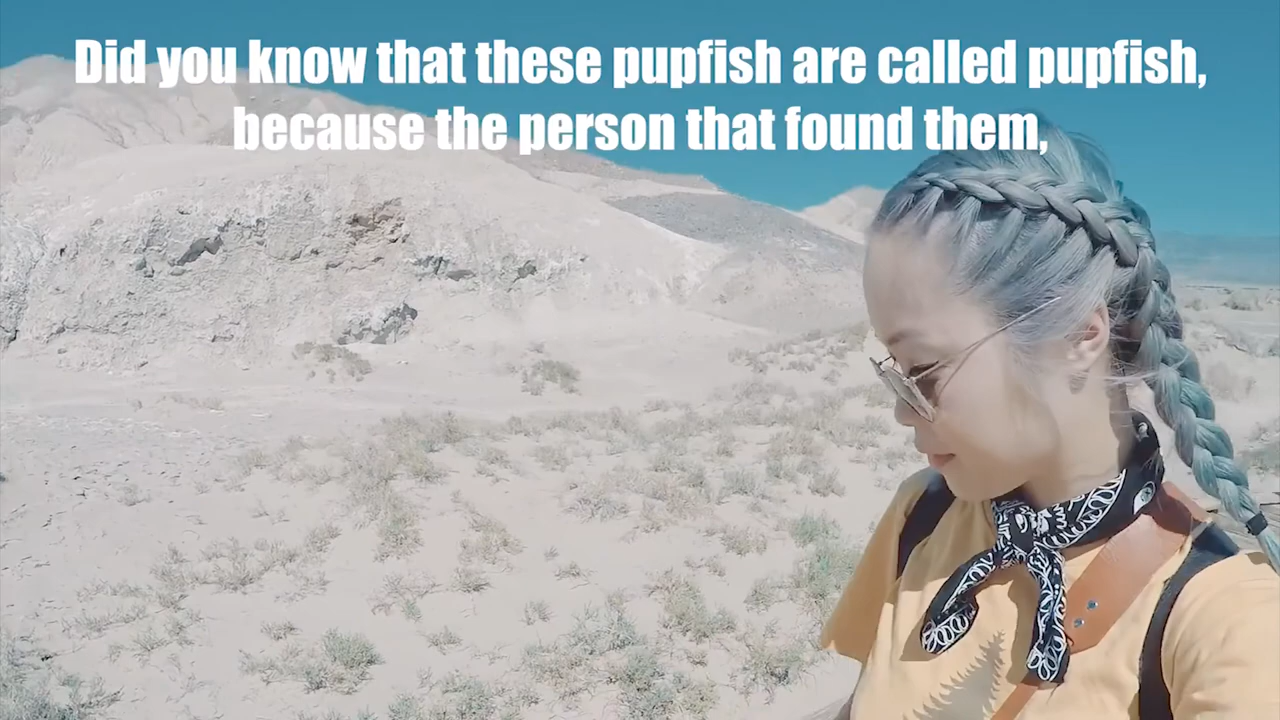 Did you know that these pupfish are called pupfish,
because the person that found them,